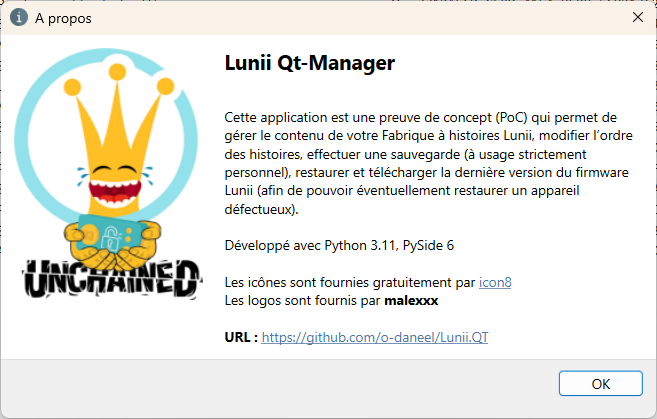 A propos
Lunii Qt-Manager
Cette application est une preuve de concept (PoC) qui permet de
gérer le contenu de votre Fabrique à histoires Lunii, modifier l'ordre
des histoires, effectuer une sauvegarde (à usage strictement
personnel), restaurer et télécharger la dernière version du firmware
Lunii (afin de pouvoir éventuellement restaurer un appareil
défectueux).
Développé avec Python 3.11, PySide 6
Les icônes sont fournies gratuitement par icon8
Les logos sont fournis par malexxx
URL : https://github.com/o-daneel/Lunii.QT
UNCHAINED
OK